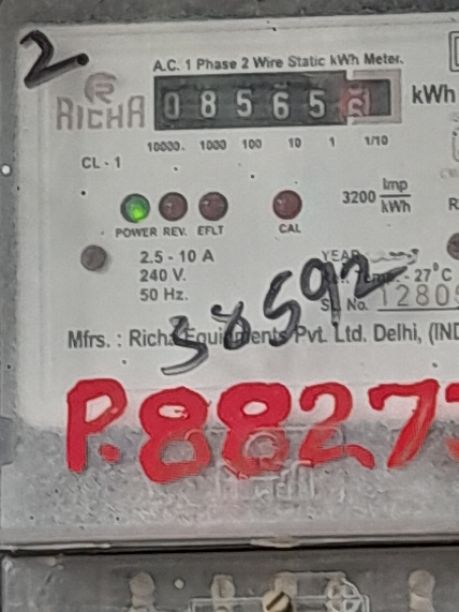 2
A.C. 1 Phase 2 Wire Static kWh Meter.
RICHA
0 8 5 6 5 kWh
10000. 1000 100 10 1 1/10
CL - 1
3200 Imp/kWh
POWER REV. EFLT CAL
2.5 - 10 A
240 V.
50 Hz.
YEAR
- 27°C
38592
No. 1280
Mfrs. : Richa Equipments Pvt. Ltd. Delhi, (IND
P.8827